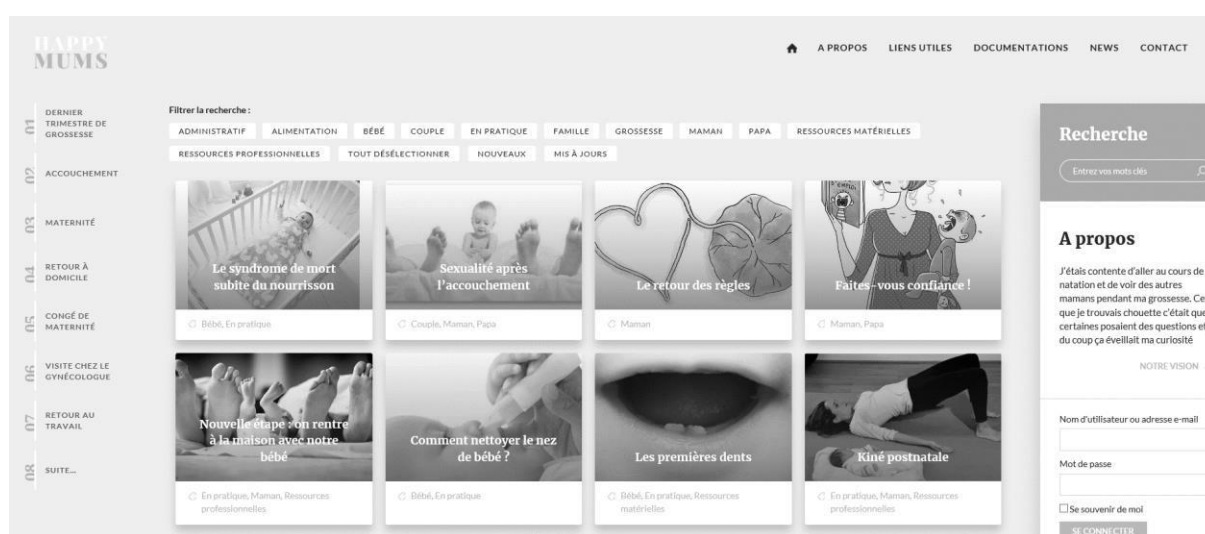 HAPPY
MUMS
A PROPOS LIENS UTILES DOCUMENTATIONS NEWS CONTACT
01 DERNIER
TRIMESTRE DE
GROSSESSE
02 ACCOUCHEMENT
03 MATERNITÉ
04 RETOUR À
DOMICILE
05 CONGÉ DE
MATERNITÉ
06 VISITE CHEZ LE
GYNÉCOLOGUE
07 RETOUR AU
TRAVAIL
08 SUITE...
Filtrer la recherche :
ADMINISTRATIF ALIMENTATION BÉBÉ COUPLE EN PRATIQUE FAMILLE GROSSESSE MAMAN PAPA RESSOURCES MATÉRIELLES
RESSOURCES PROFESSIONNELLES TOUT DÉSÉLECTIONNER NOUVEAUX MIS À JOURS
Le syndrome de mort
subite du nourrisson
Bébé, En pratique
Sexualité après
l'accouchement
Couple, Maman, Papa
Le retour des règles
Maman
Faites-vous confiance !
Maman, Papa
Nouvelle étape : on rentre
à la maison avec notre
bébé
En pratique, Maman, Ressources
professionnelles
Comment nettoyer le nez
de bébé ?
Bébé, En pratique
Les premières dents
Bébé, En pratique, Ressources
matérielles
Kiné postnatale
En pratique, Maman, Ressources
professionnelles
Recherche
Entrez vos mots clés
A propos
J'étais contente d'aller au cours de
natation et de voir des autres
mamans pendant ma grossesse. Ce
que je trouvais chouette c'était que
certaines posaient des questions et
du coup ça éveillait ma curiosité
NOTRE VISION
Nom d'utilisateur ou adresse e-mail
Mot de passe
Se souvenir de moi
SE CONNECTER